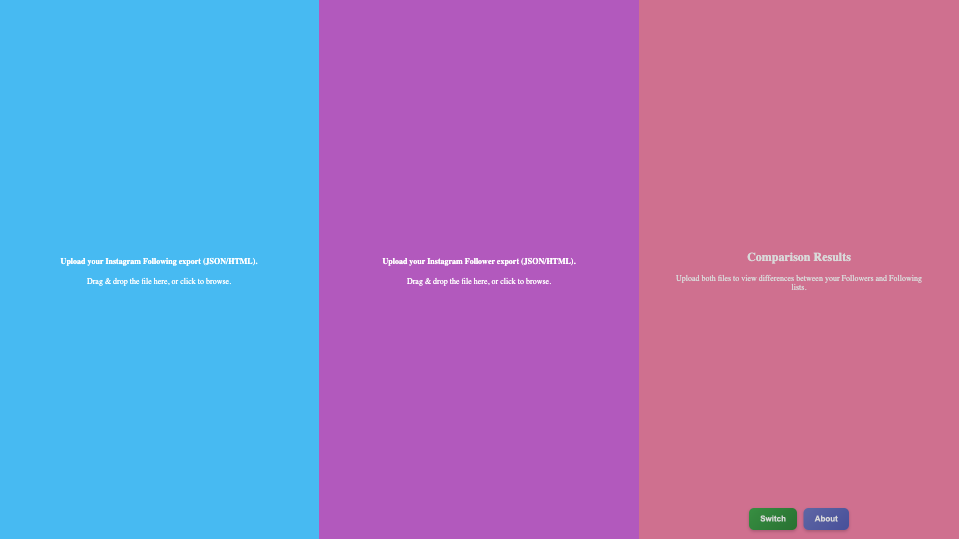 Upload your Instagram Following export (JSON/HTML).
Drag & drop the file here, or click to browse.
Upload your Instagram Follower export (JSON/HTML).
Drag & drop the file here, or click to browse.
Comparison Results
Upload both files to view differences between your Followers and Following
lists.
Switch
About